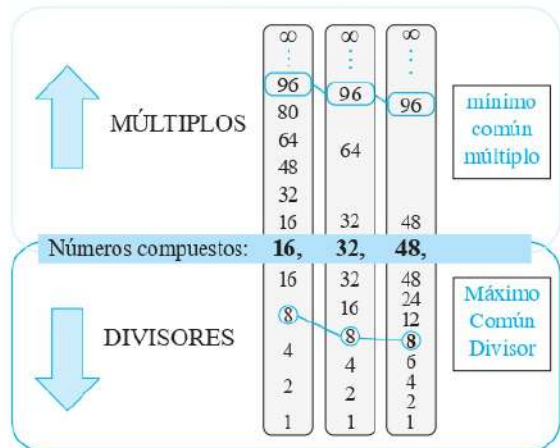 ∞ ∞ ∞
⋮ ⋮ ⋮
96 96 96
mínimo
común
múltiplo
MÚLTIPLOS
80
64 64
48
32
16 32 48
Números compuestos: 16, 32, 48,
16 32 48
24
16
12
8 8 8
Máximo
Común
Divisor
DIVISORES
6
4 4 4
2 2 2
1 1 1